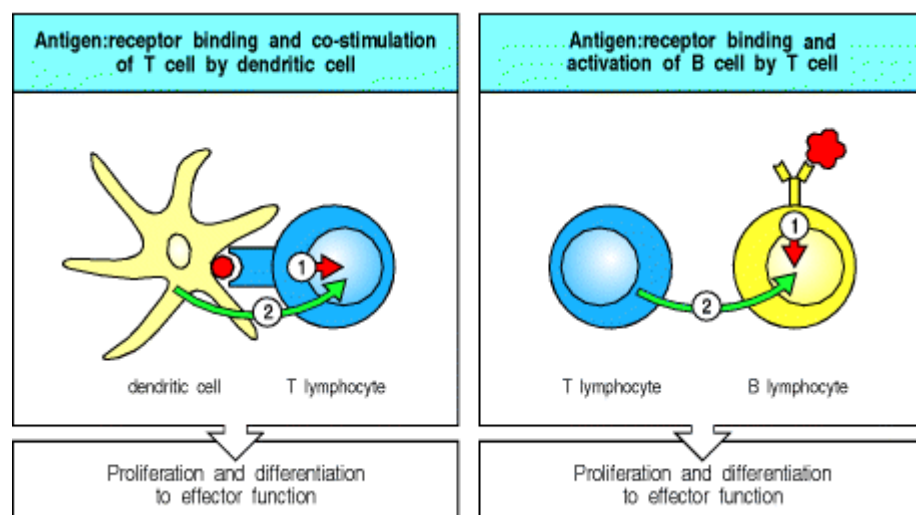 Antigen:receptor binding and co-stimulation
of T cell by dendritic cell
1
2
dendritic cell
T lymphocyte
Proliferation and differentiation
to effector function
Antigen:receptor binding and
activation of B cell by T cell
1
2
T lymphocyte
B lymphocyte
Proliferation and differentiation
to effector function